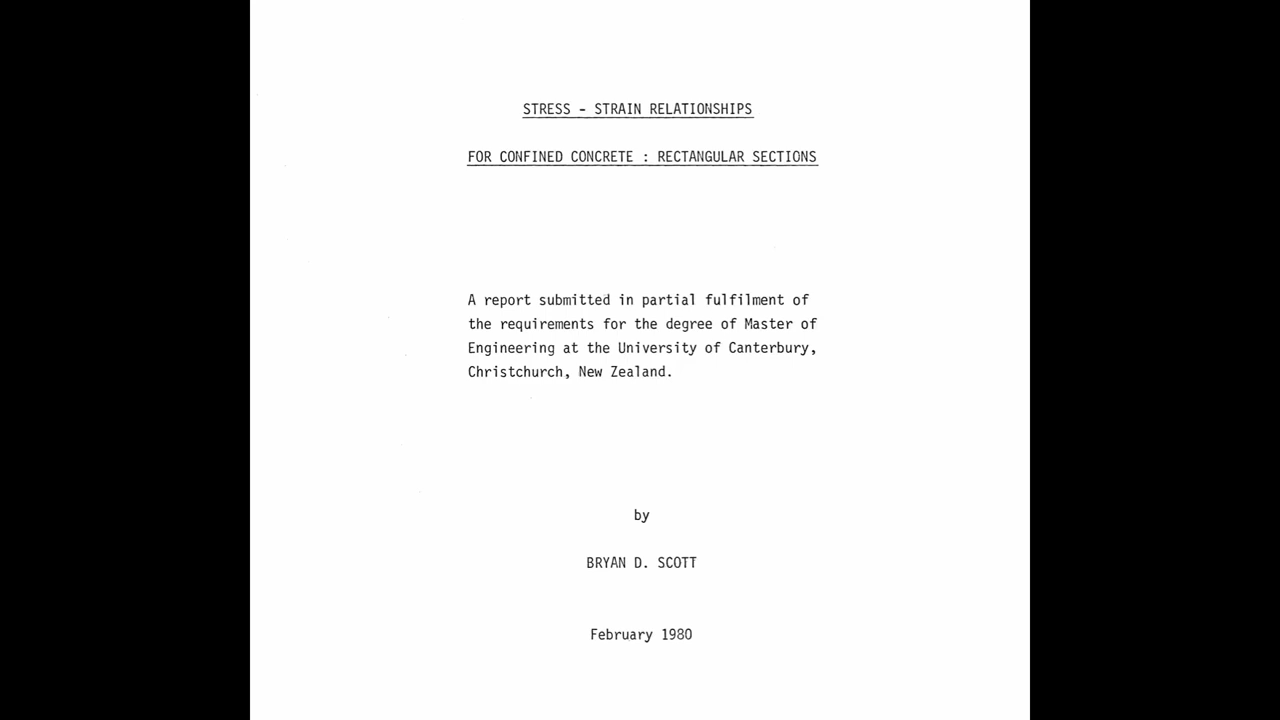 STRESS - STRAIN RELATIONSHIPS
FOR CONFINED CONCRETE : RECTANGULAR SECTIONS
A report submitted in partial fulfilment of
the requirements for the degree of Master of
Engineering at the University of Canterbury,
Christchurch, New Zealand.
by
BRYAN D. SCOTT
February 1980